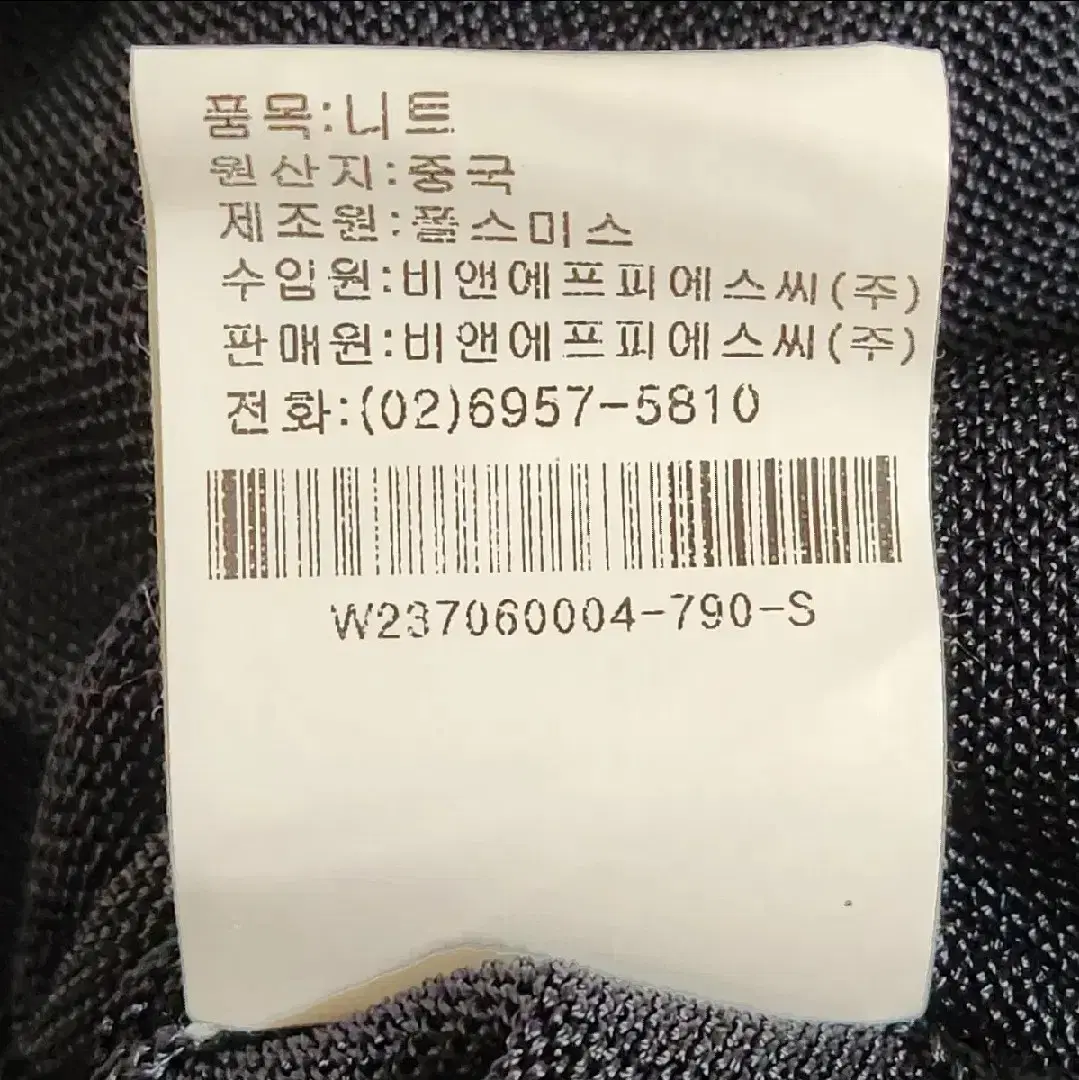 품목:니트
원산지:중국
제조원:폴스미스
수입원:비앤에프피에스씨(주)
판매원:비앤에프피에스씨(주)
전화:(02)6957-5810
W237060004-790-S